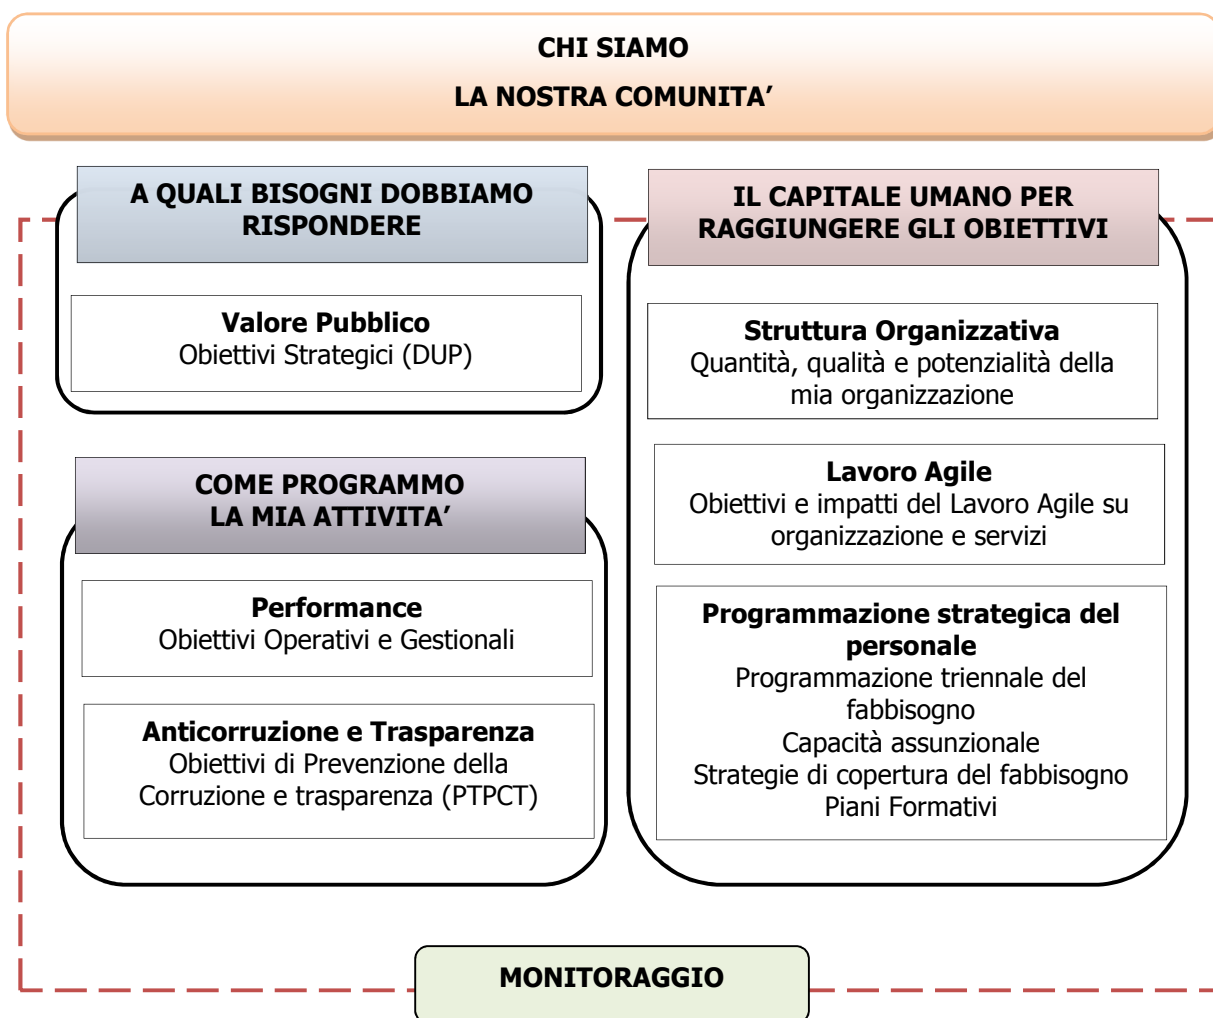 CHI SIAMO
LA NOSTRA COMUNITA’
A QUALI BISOGNI DOBBIAMO
RISPONDERE
Valore Pubblico
Obiettivi Strategici (DUP)
COME PROGRAMMO
LA MIA ATTIVITA’
Performance
Obiettivi Operativi e Gestionali
Anticorruzione e Trasparenza
Obiettivi di Prevenzione della
Corruzione e trasparenza (PTPCT)
IL CAPITALE UMANO PER
RAGGIUNGERE GLI OBIETTIVI
Struttura Organizzativa
Quantità, qualità e potenzialità della
mia organizzazione
Lavoro Agile
Obiettivi e impatti del Lavoro Agile su
organizzazione e servizi
Programmazione strategica del
personale
Programmazione triennale del
fabbisogno
Capacità assunzionale
Strategie di copertura del fabbisogno
Piani Formativi
MONITORAGGIO